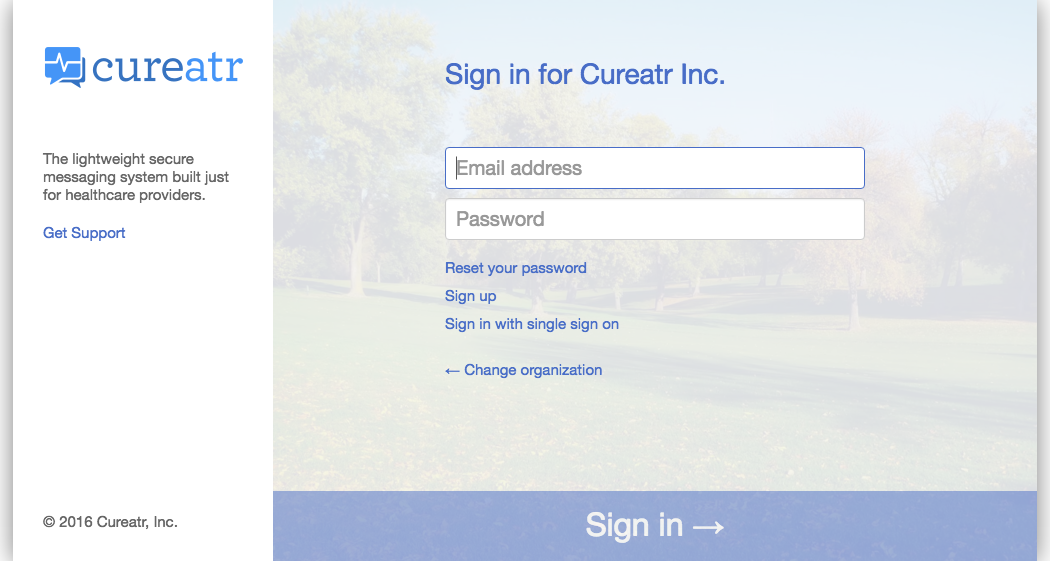 cureatr
The lightweight secure
messaging system built just
for healthcare providers.
Get Support
© 2016 Cureatr, Inc.
Sign in for Cureatr Inc.
Email address
Password
Reset your password
Sign up
Sign in with single sign on
← Change organization
Sign in →